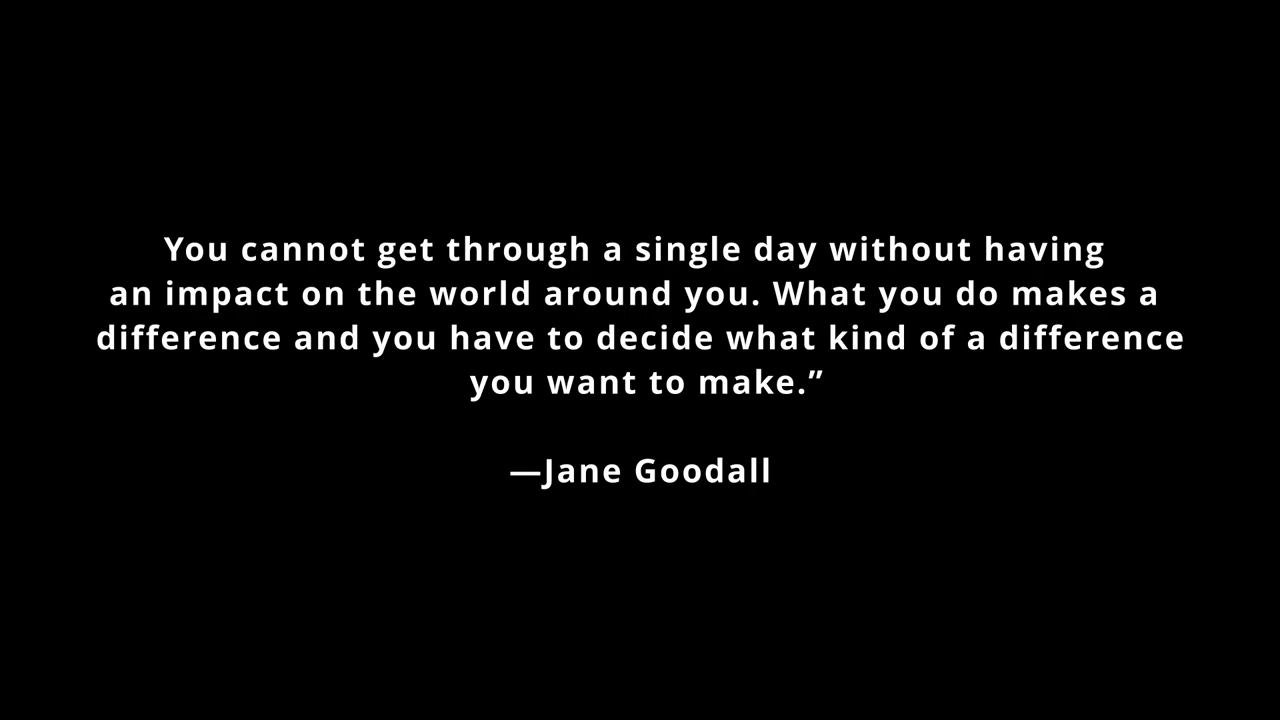 You cannot get through a single day without having
an impact on the world around you. What you do makes a
difference and you have to decide what kind of a difference
you want to make.”
—Jane Goodall